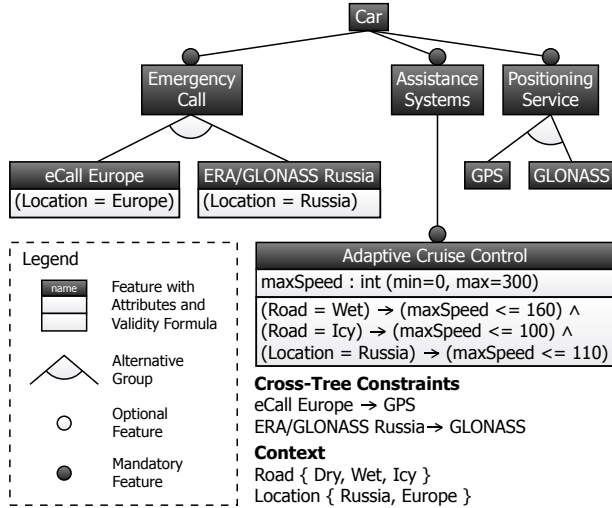 Car
Emergency
Call
Assistance
Systems
Positioning
Service
eCall Europe
(Location = Europe)
ERA/GLONASS Russia
(Location = Russia)
GPS
GLONASS
Adaptive Cruise Control
maxSpeed : int (min=0, max=300)
(Road = Wet) → (maxSpeed <= 160) ∧
(Road = Icy) → (maxSpeed <= 100) ∧
(Location = Russia) → (maxSpeed <= 110)
Legend
name
Feature with
Attributes and
Validity Formula
Alternative
Group
Optional
Feature
Mandatory
Feature
Cross-Tree Constraints
eCall Europe → GPS
ERA/GLONASS Russia → GLONASS
Context
Road { Dry, Wet, Icy }
Location { Russia, Europe }